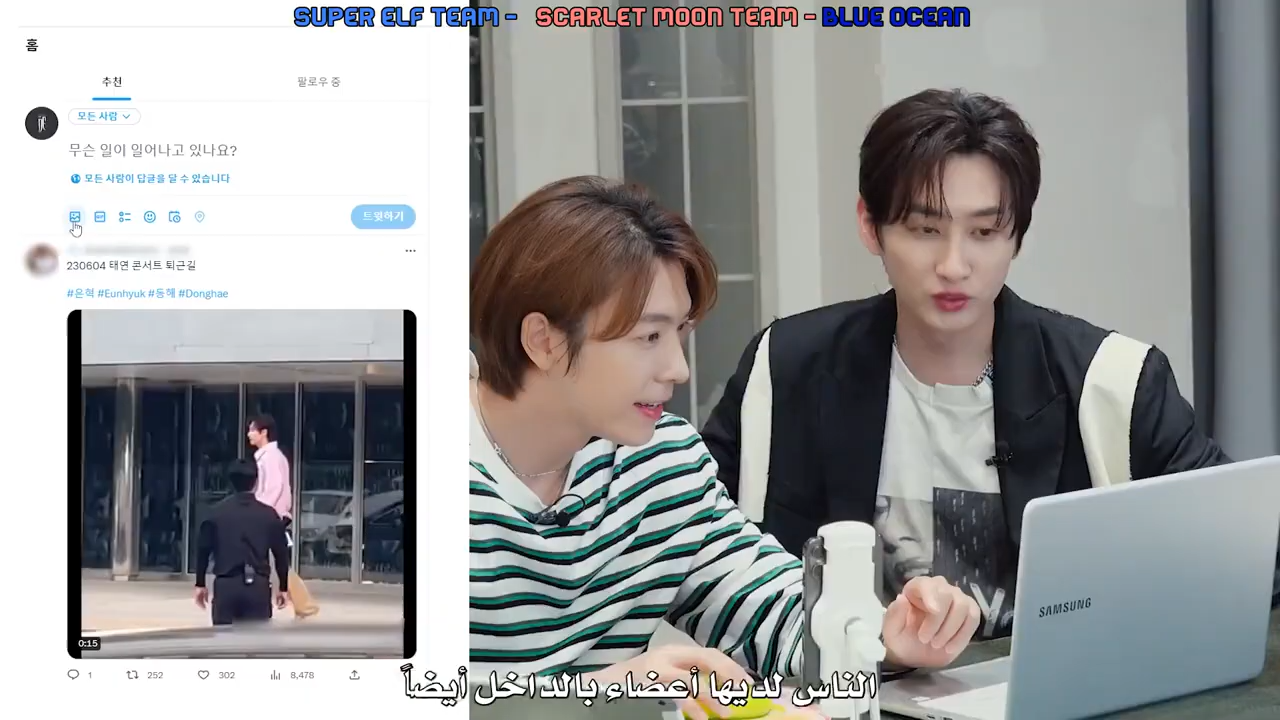 SUPER ELF TEAM - SCARLET MOON TEAM - BLUE OCEAN
홈
추천
팔로우 중
모든 사람
무슨 일이 일어나고 있나요?
모든 사람이 답글을 달 수 있습니다
GIF
트윗하기
230604 태연 콘서트 퇴근길
#은혁 #Eunhyuk #동해 #Donghae
0:15
1 252 302 8,478
SAMSUNG
الناس لديها أعضاء بالداخل أيضاً